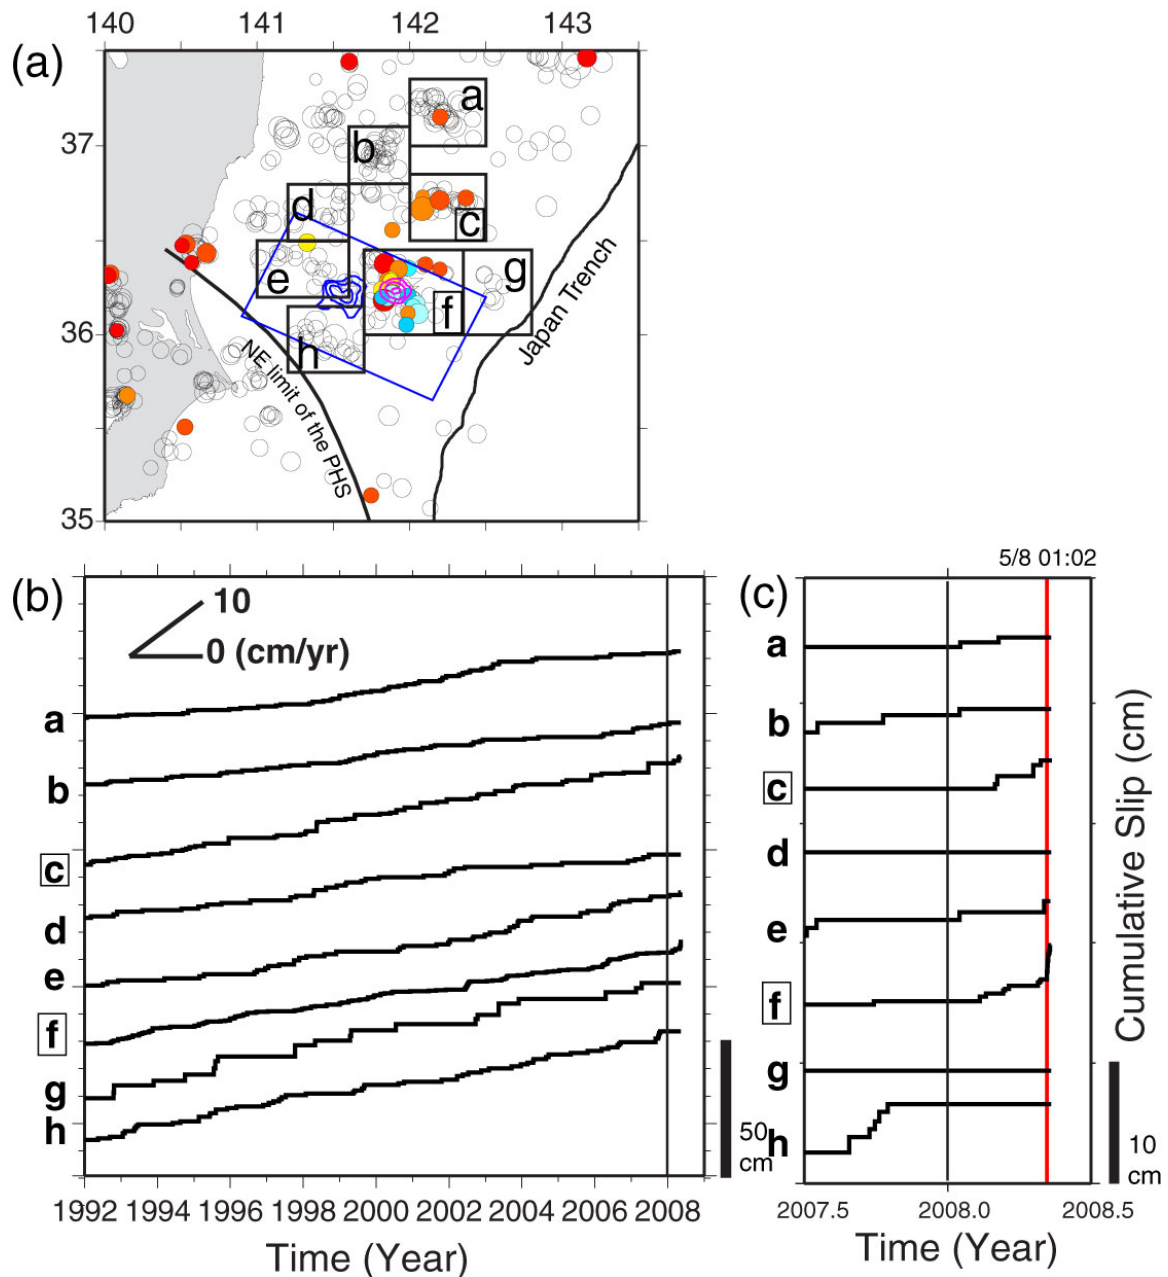 (a)
140 141 142 143
37
36
35
a
b
c
d
e
f
g
h
NE limit of the PHS
Japan Trench
(b)
10
0 (cm/yr)
a
b
c
d
e
f
g
h
50
cm
1992 1994 1996 1998 2000 2002 2004 2006 2008
Time (Year)
(c)
5/8 01:02
a
b
c
d
e
f
g
h
Cumulative Slip (cm)
10
cm
2007.5 2008.0 2008.5
Time (Year)